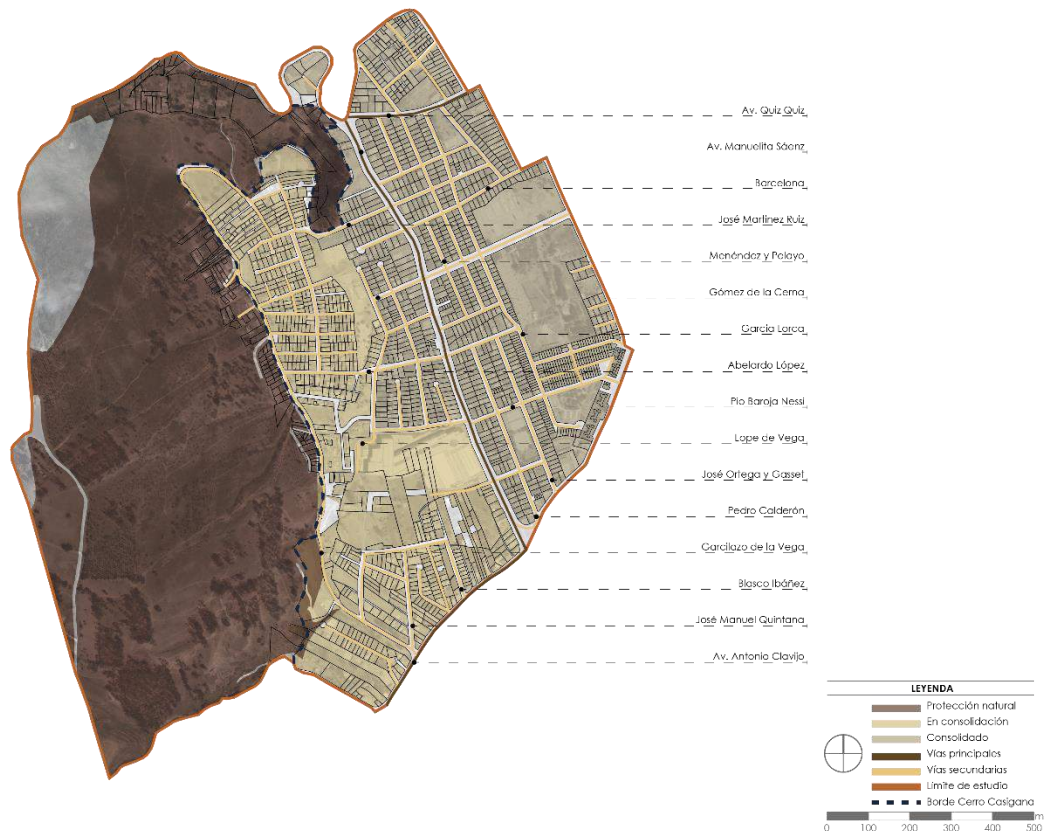 Av. Quiz Quiz
Av. Manuelita Sáenz
Barcelona
José Martínez Ruiz
Menéndez y Pelayo
Gómez de la Cerna
García Lorca
Abelardo López
Pío Baroja Nessi
Lope de Vega
José Ortega y Gasset
Pedro Calderón
Garcilazo de la Vega
Blasco Ibáñez
José Manuel Quintana
Av. Antonio Clavijo
LEYENDA
Protección natural
En consolidación
Consolidado
Vías principales
Vías secundarias
Límite de estudio
Borde Cerro Casigana
0 100 200 300 400 500 m